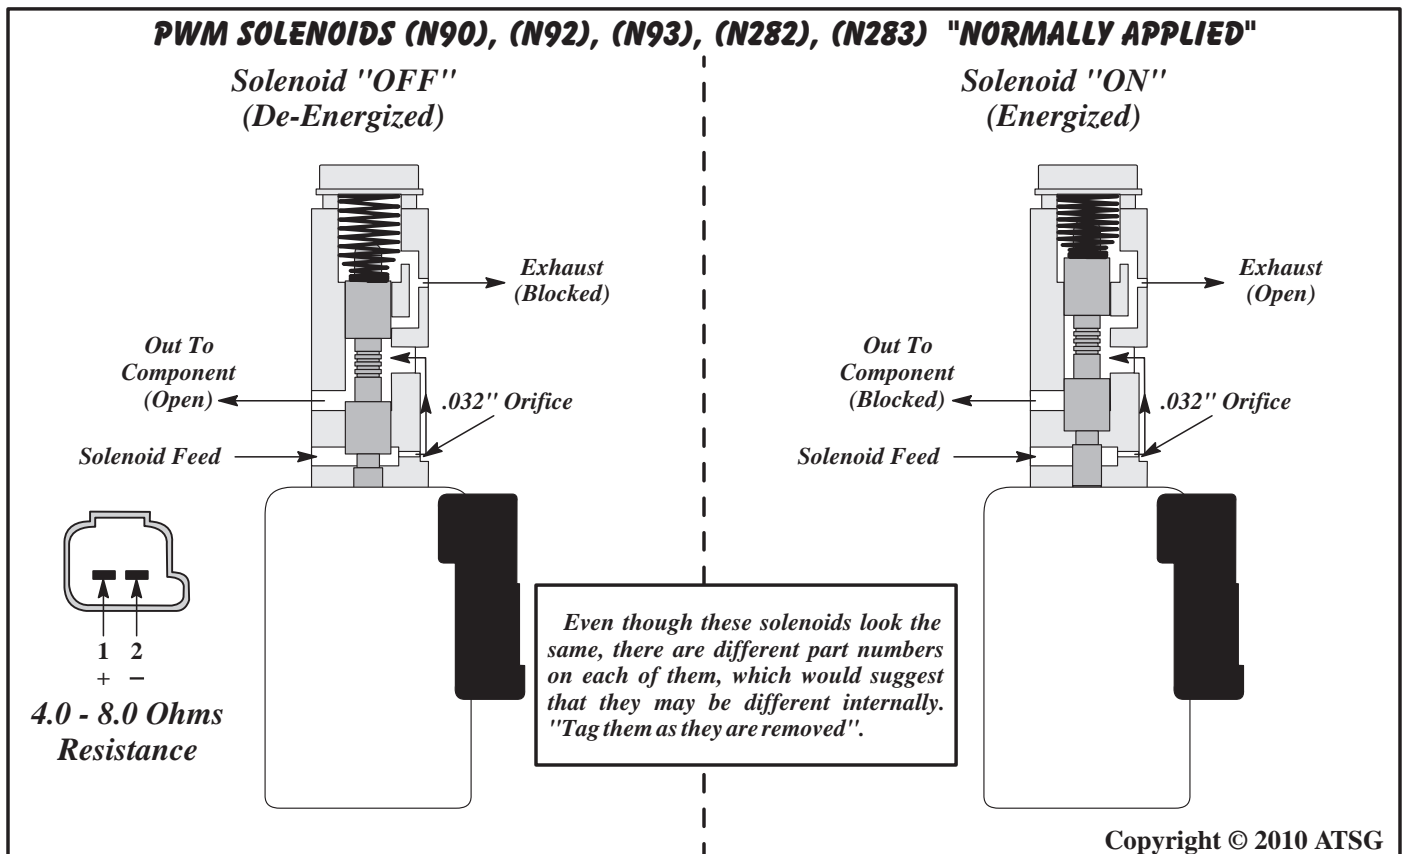 PWM SOLENOIDS (N90), (N92), (N93), (N282), (N283) "NORMALLY APPLIED"
Solenoid "OFF"
(De-Energized)
Exhaust
(Blocked)
Out To
Component
(Open)
.032" Orifice
Solenoid Feed
1 2
+ –
4.0 - 8.0 Ohms
Resistance
Solenoid "ON"
(Energized)
Exhaust
(Open)
Out To
Component
(Blocked)
.032" Orifice
Solenoid Feed
Even though these solenoids look the
same, there are different part numbers
on each of them, which would suggest
that they may be different internally.
"Tag them as they are removed".
Copyright © 2010 ATSG